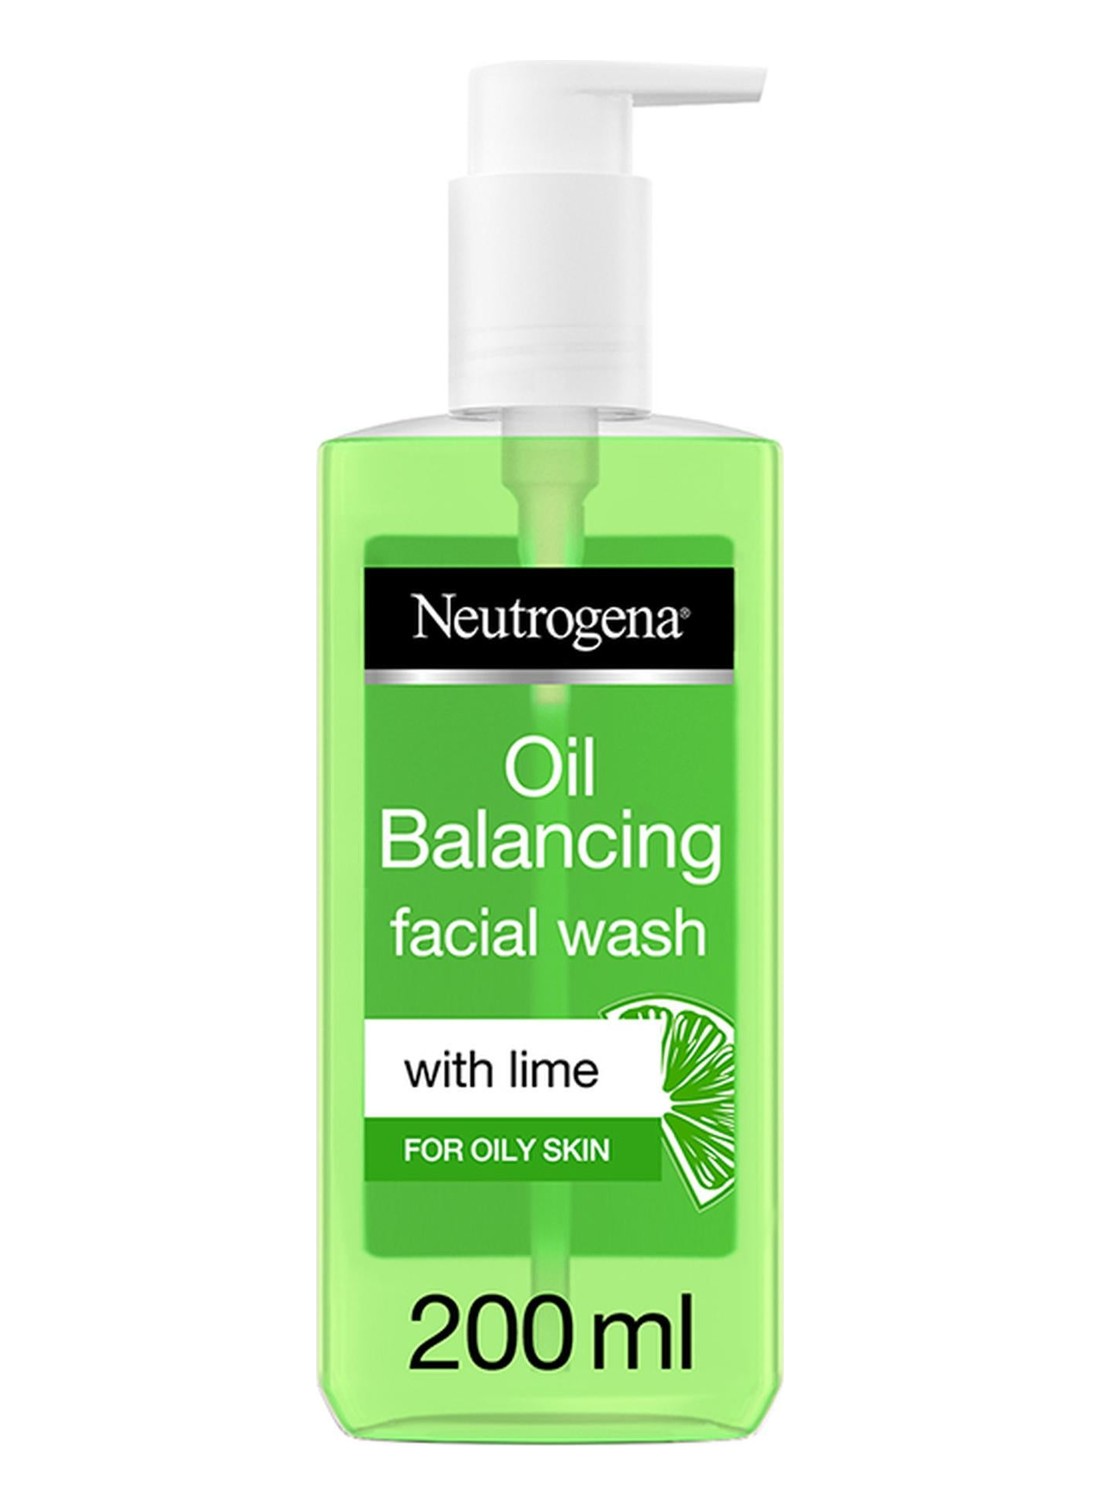 Neutrogena®
Oil
Balancing
facial wash
with lime
FOR OILY SKIN
200 ml